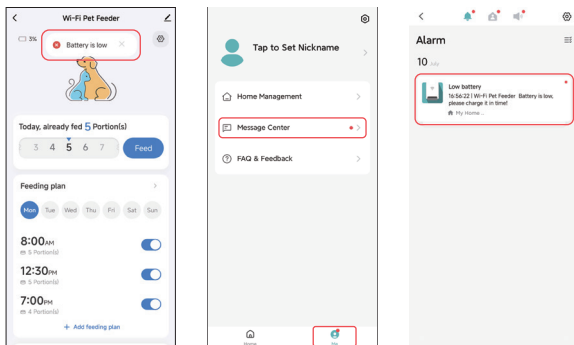 Wi-Fi Pet Feeder
3%
Battery is low
Today, already fed 5 Portion(s)
3 4 5 6 7
Feed
Feeding plan
Mon Tue Wed Thu Fri Sat Sun
8:00AM
5 Portion(s)
12:30PM
5 Portion(s)
7:00PM
4 Portion(s)
+ Add feeding plan
Tap to Set Nickname
Home Management
Message Center
FAQ & Feedback
Home
Me
Alarm
10 July
Low battery
16:56:22 | Wi-Fi Pet Feeder Battery is low,
please charge it in time!
My Home..